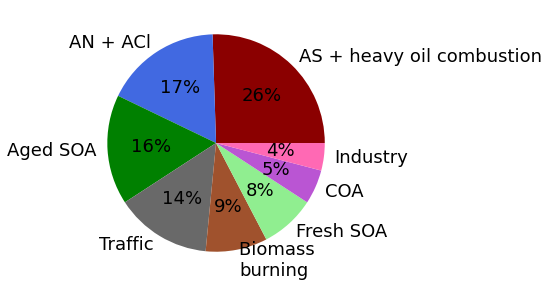 AN + ACl
AS + heavy oil combustion
17%
26%
Aged SOA
16%
4%
Industry
5%
COA
14%
8%
9%
Traffic
Fresh SOA
Biomass
burning